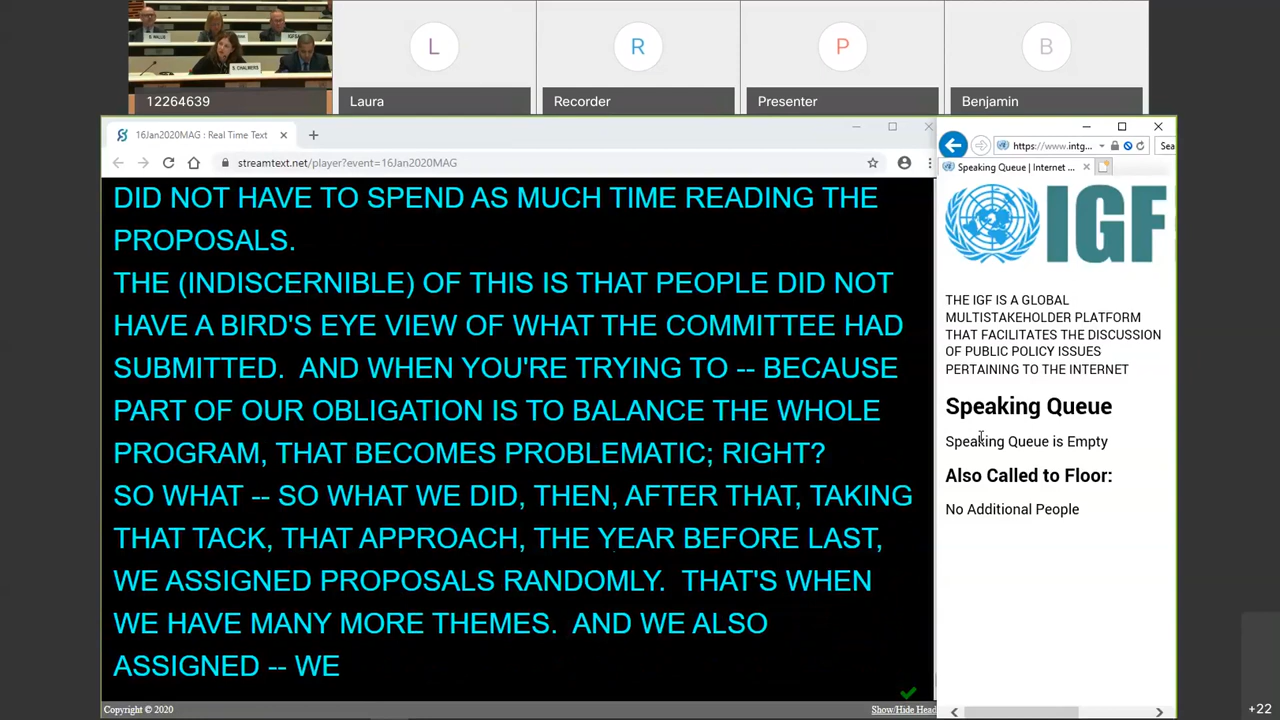 S. CHALMERS
L
R
P
B
12264639
Laura
Recorder
Presenter
Benjamin
16Jan2020MAG : Real Time Text
streamtext.net/player?event=16Jan2020MAG
DID NOT HAVE TO SPEND AS MUCH TIME READING THE
PROPOSALS.
THE (INDISCERNIBLE) OF THIS IS THAT PEOPLE DID NOT
HAVE A BIRD'S EYE VIEW OF WHAT THE COMMITTEE HAD
SUBMITTED.  AND WHEN YOU'RE TRYING TO -- BECAUSE
PART OF OUR OBLIGATION IS TO BALANCE THE WHOLE
PROGRAM, THAT BECOMES PROBLEMATIC; RIGHT?
SO WHAT -- SO WHAT WE DID, THEN, AFTER THAT, TAKING
THAT TACK, THAT APPROACH, THE YEAR BEFORE LAST,
WE ASSIGNED PROPOSALS RANDOMLY.  THAT'S WHEN
WE HAVE MANY MORE THEMES.  AND WE ALSO
ASSIGNED -- WE
Copyright © 2020
Show/Hide Head
https://www.intg...
Sea
Speaking Queue | Internet ...
IGF
THE IGF IS A GLOBAL
MULTISTAKEHOLDER PLATFORM
THAT FACILITATES THE DISCUSSION
OF PUBLIC POLICY ISSUES
PERTAINING TO THE INTERNET
Speaking Queue
Speaking Queue is Empty
Also Called to Floor:
No Additional People
+22